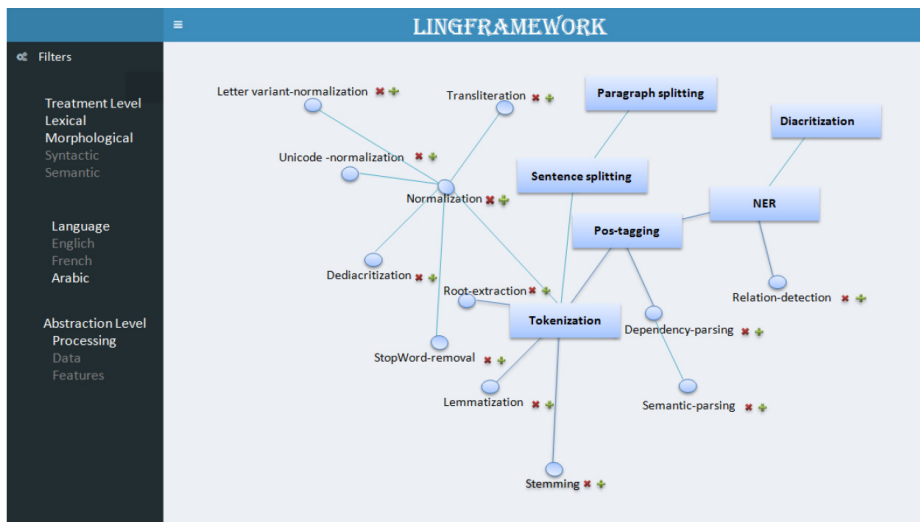 LINGFRAMEWORK
Filters
Treatment Level
Lexical
Morphological
Syntactic
Semantic
Language
Englich
French
Arabic
Abstraction Level
Processing
Data
Features
Letter variant-normalization
Transliteration
Paragraph splitting
Diacritization
Unicode -normalization
Sentence splitting
Normalization
NER
Pos-tagging
Dediacritization
Root-extraction
Relation-detection
Tokenization
Dependency-parsing
StopWord-removal
Lemmatization
Semantic-parsing
Stemming